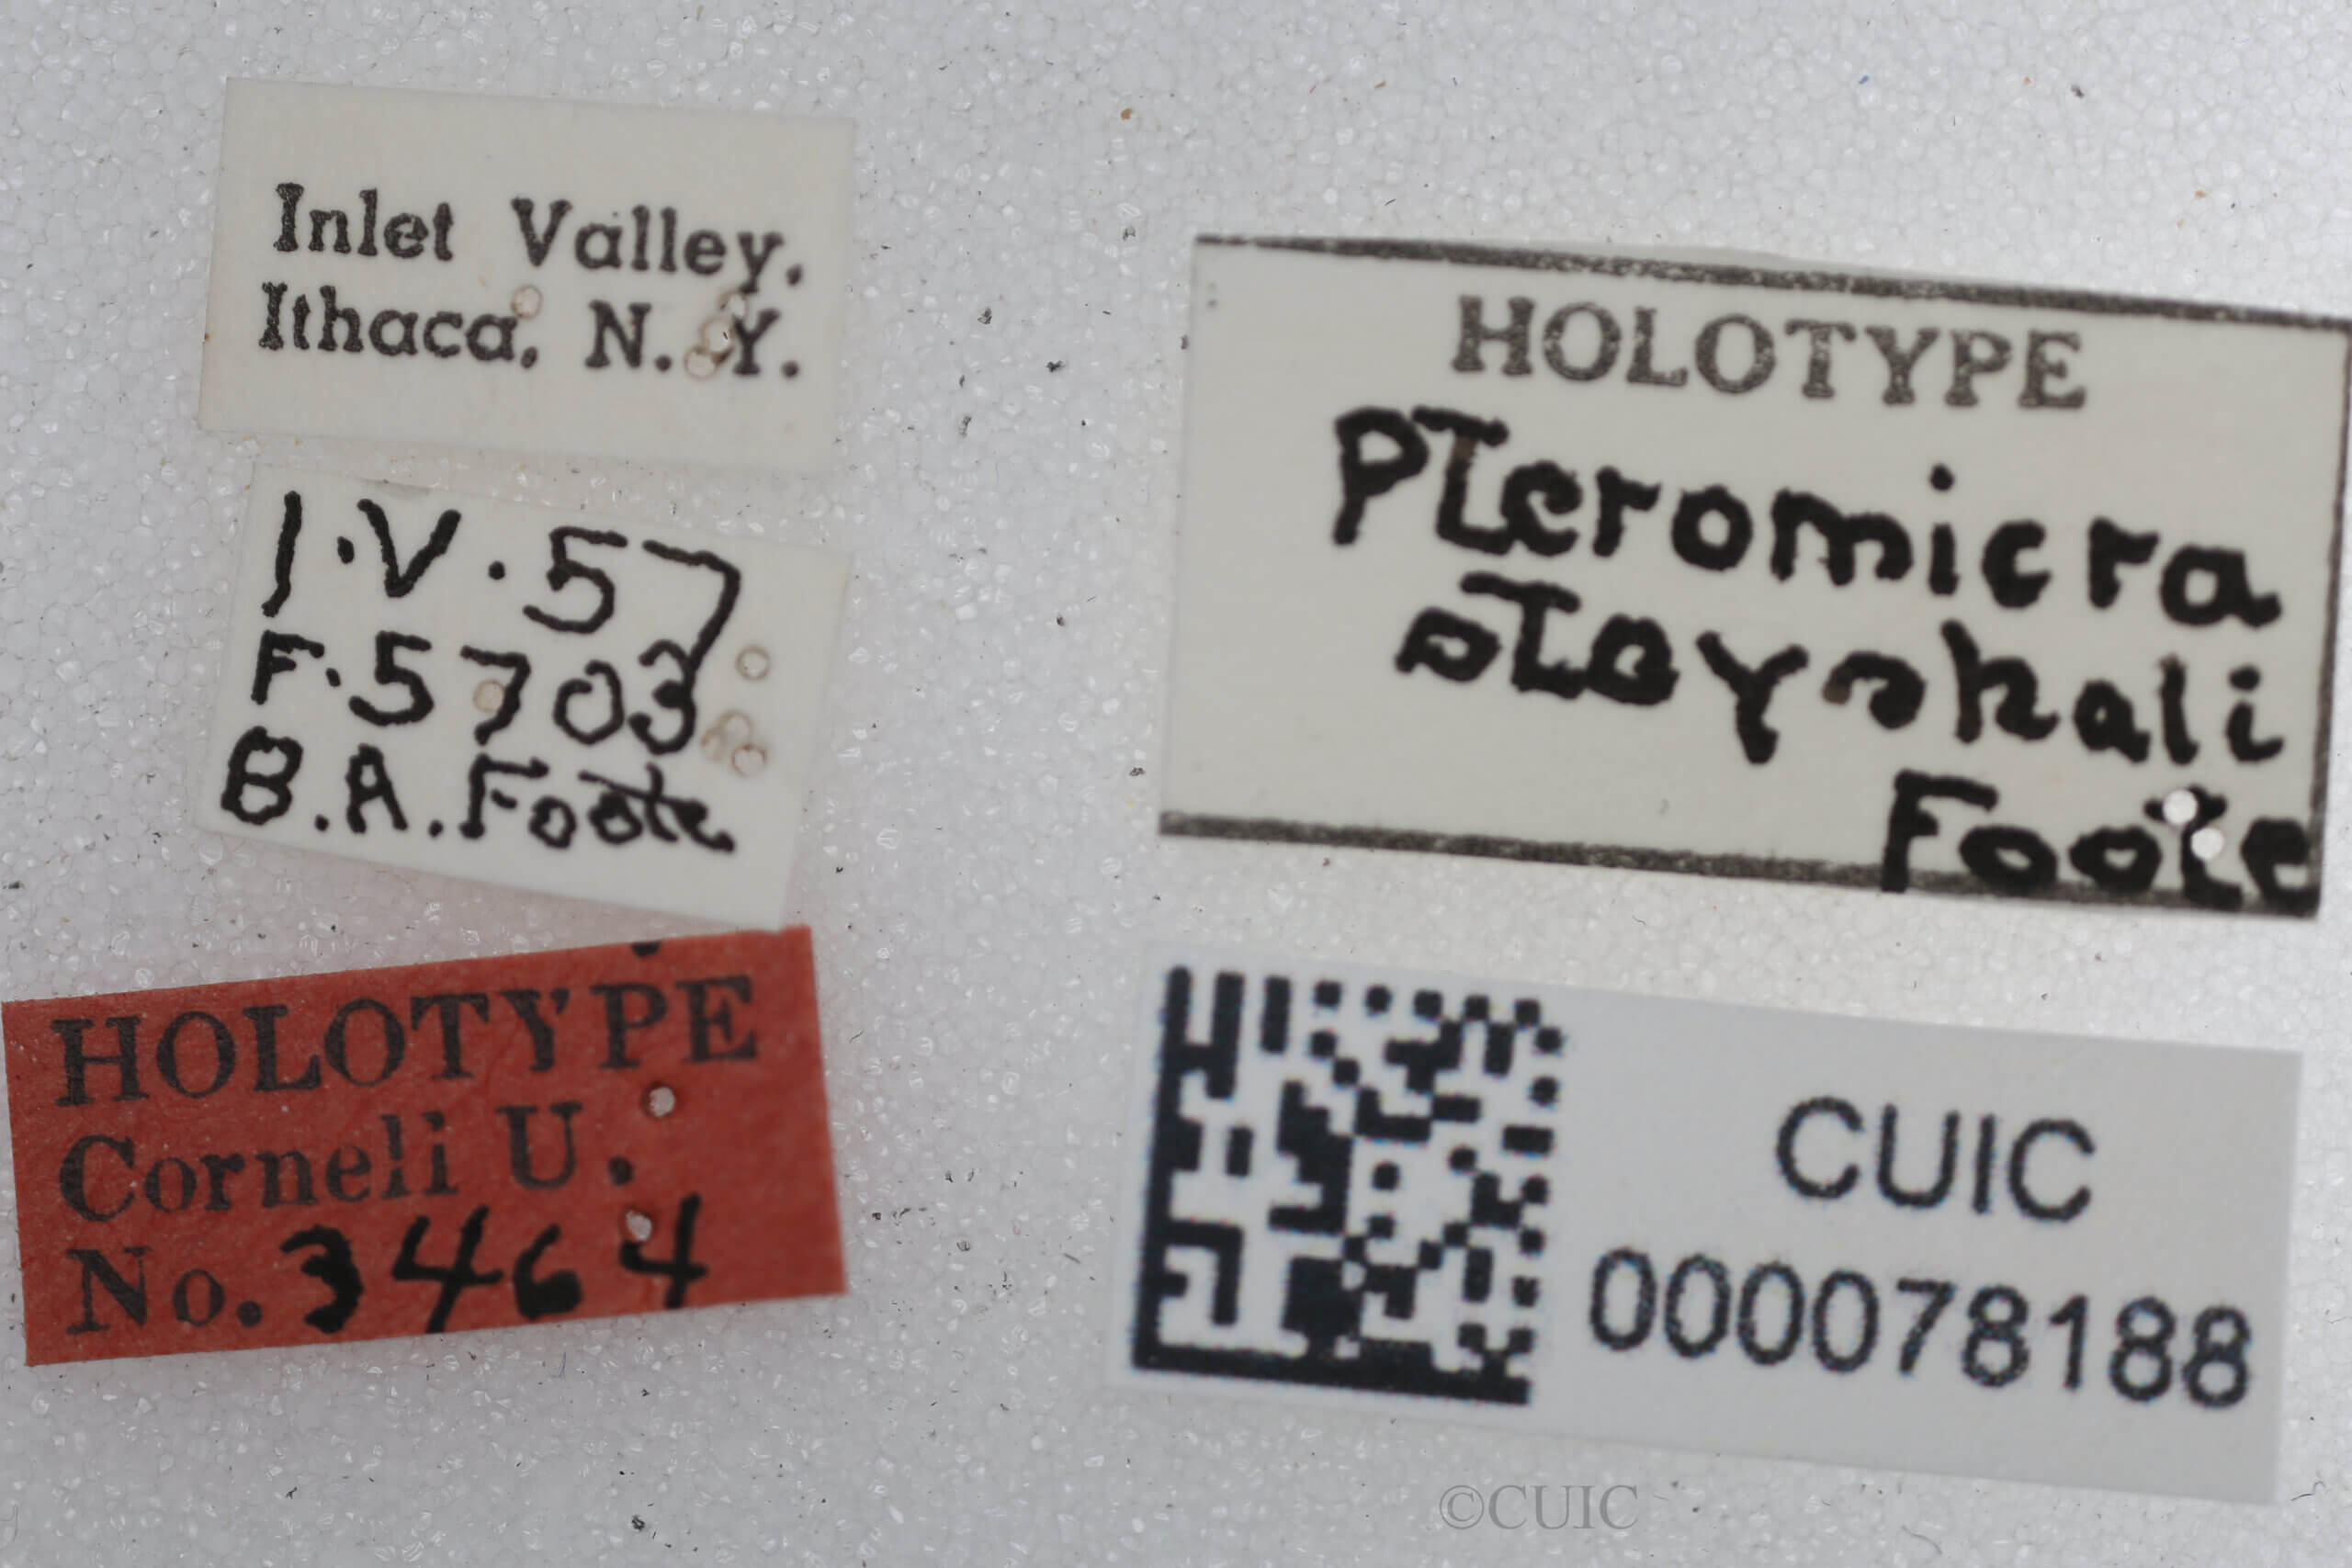 Inlet Valley,
Ithaca, N. Y.
1·V·57
F·5703
B.A. Foote
HOLOTYPE
Cornell U.
No. 3464
HOLOTYPE
Pteromicra
steyskali
Foote
CUIC
000078188
©CUIC